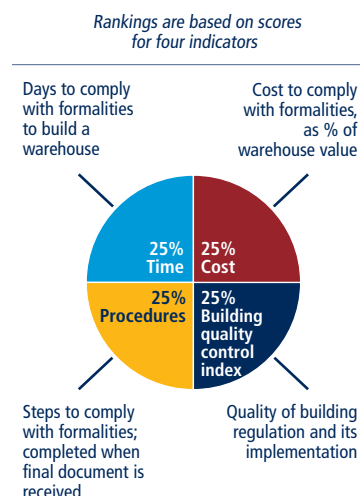 Rankings are based on scores
for four indicators
Days to comply
with formalities
to build a
warehouse
Cost to comply
with formalities,
as % of
warehouse value
25%
Time
25%
Cost
25%
Procedures
25%
Building
quality
control
index
Steps to comply
with formalities;
completed when
final document is
received
Quality of building
regulation and its
implementation